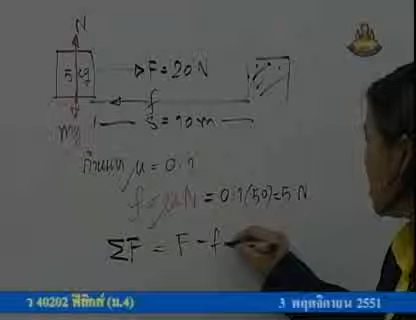 N
5 kg
F = 20 N
f
mg
S = 10 m
กำหนด μ = 0.1
f = μN = 0.1(50) = 5 N
ΣF = F - f
ว 40202 ฟิสิกส์ (ม.4)
3 พฤศจิกายน 2551